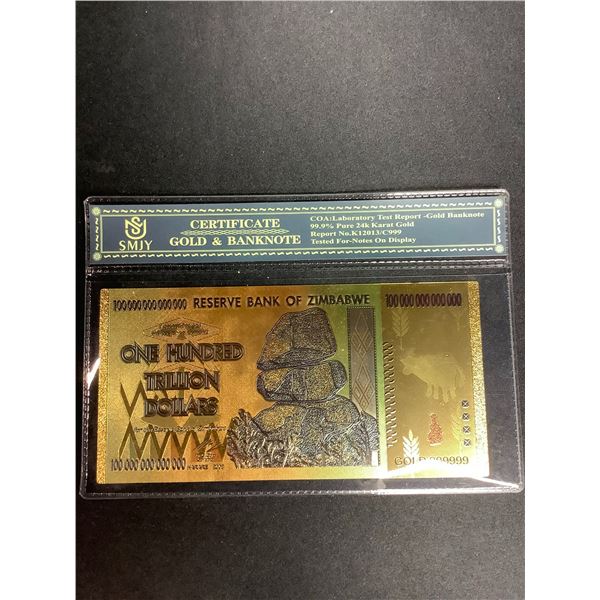 SMJY
CERTIFICATE
GOLD & BANKNOTE
COA:Laboratory Test Report -Gold Banknote
99.9% Pure 24k Karat Gold
Report No.K12013/C999
Tested For-Notes On Display
100 000 000 000 000 RESERVE BANK OF ZIMBABWE 100 000 000 000 000
ONE HUNDRED
TRILLION
DOLLARS
100 000 000 000 000
GOLD 999999